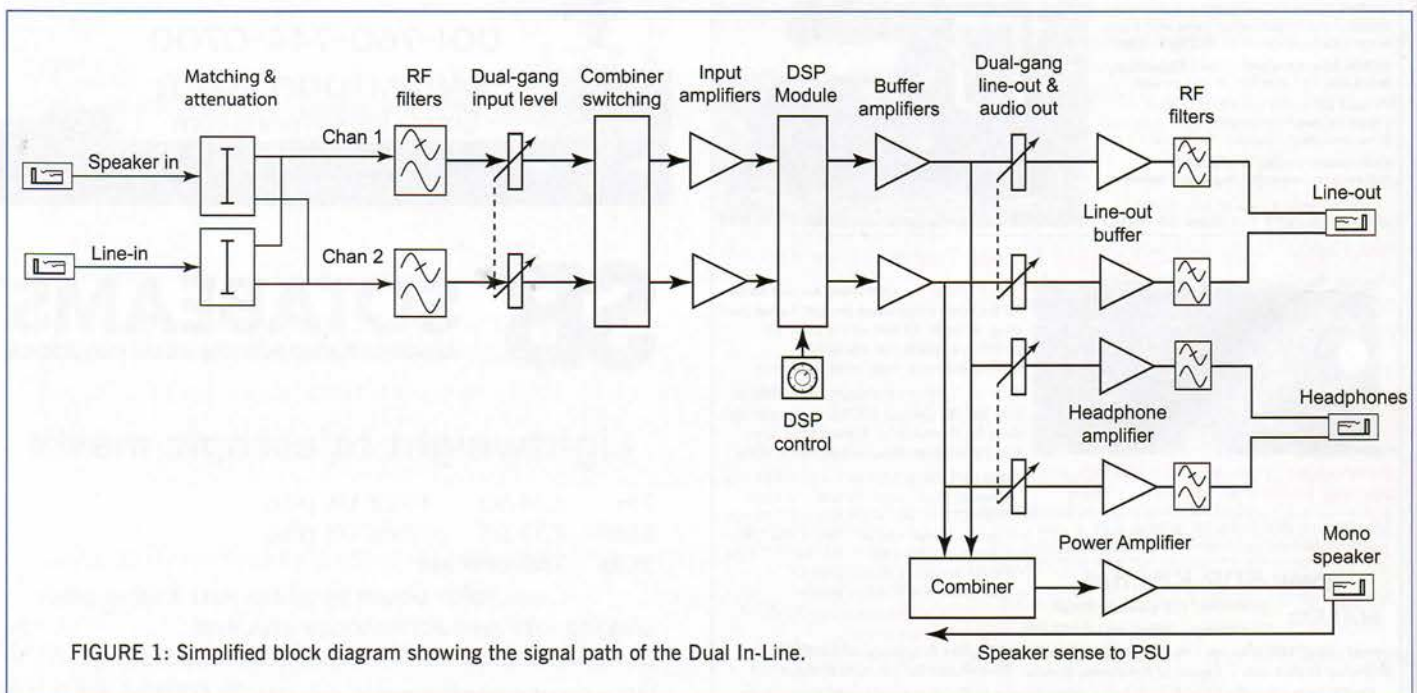 Matching &
attenuation
RF
filters
Dual-gang
input level
Combiner
switching
Input
amplifiers
DSP
Module
Buffer
amplifiers
Dual-gang
line-out &
audio out
RF
filters
Speaker in
Chan 1
Line-in
Chan 2
Line-out
buffer
Line-out
DSP
control
Headphone
amplifier
Headphones
Combiner
Power Amplifier
Mono
speaker
Speaker sense to PSU
FIGURE 1: Simplified block diagram showing the signal path of the Dual In-Line.